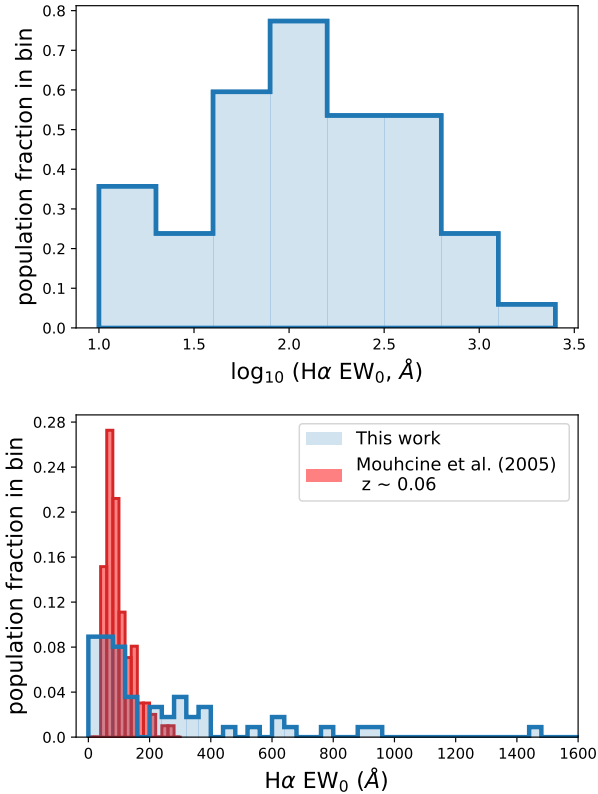 population fraction in bin
0.8
0.7
0.6
0.5
0.4
0.3
0.2
0.1
0.0
1.0 1.5 2.0 2.5 3.0 3.5
log₁₀ (Hα EW₀, Å)
population fraction in bin
0.28
0.24
0.20
0.16
0.12
0.08
0.04
0.0
This work
Mouhcine et al. (2005)
z ~ 0.06
0 200 400 600 800 1000 1200 1400 1600
Hα EW₀ (Å)